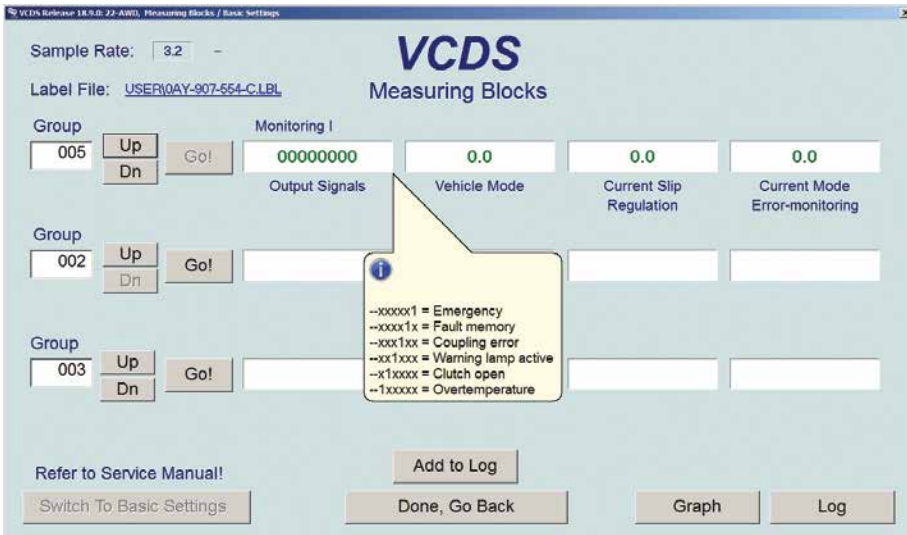 VCDS Release 18.9.0: 22-AWD, Measuring Blocks / Basic Settings
Sample Rate: 3.2 -
VCDS
Label File: USER\0AY-907-554-C.LBL
Measuring Blocks
Group
Monitoring I
005 Up Go! 00000000 0.0 0.0 0.0
Dn
Output Signals Vehicle Mode Current Slip Current Mode
Regulation Error-monitoring
Group
002 Up Go!
Dn
--xxxxx1 = Emergency
--xxxx1x = Fault memory
--xxx1xx = Coupling error
--xx1xxx = Warning lamp active
--x1xxxx = Clutch open
--1xxxxx = Overtemperature
Group
003 Up Go!
Dn
Refer to Service Manual!
Add to Log
Switch To Basic Settings Done, Go Back Graph Log